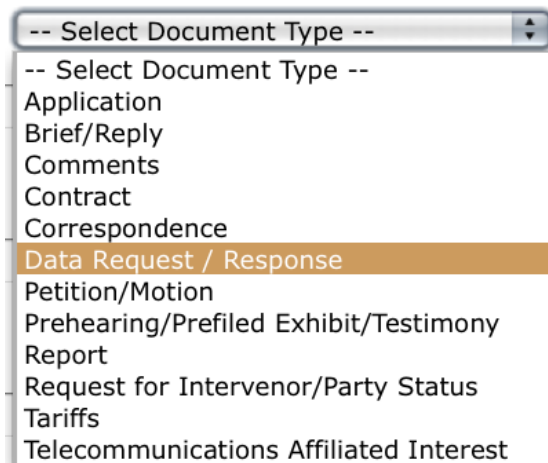 -- Select Document Type --
-- Select Document Type --
Application
Brief/Reply
Comments
Contract
Correspondence
Data Request / Response
Petition/Motion
Prehearing/Prefiled Exhibit/Testimony
Report
Request for Intervenor/Party Status
Tariffs
Telecommunications Affiliated Interest